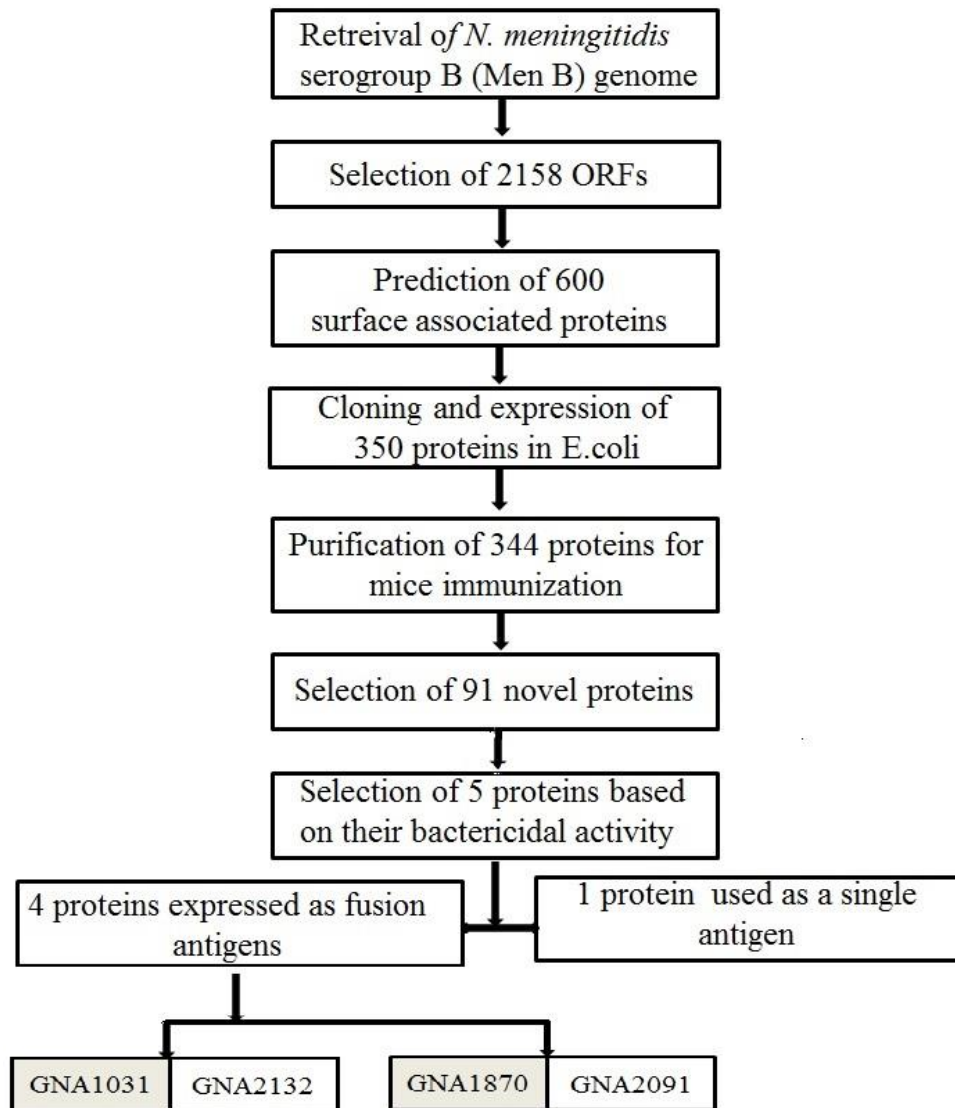 Retreival of N. meningitidis
serogroup B (Men B) genome
Selection of 2158 ORFs
Prediction of 600
surface associated proteins
Cloning and expression of
350 proteins in E.coli
Purification of 344 proteins for
mice immunization
Selection of 91 novel proteins
Selection of 5 proteins based
on their bactericidal activity
4 proteins expressed as fusion
antigens
1 protein used as a single
antigen
GNA1031
GNA2132
GNA1870
GNA2091